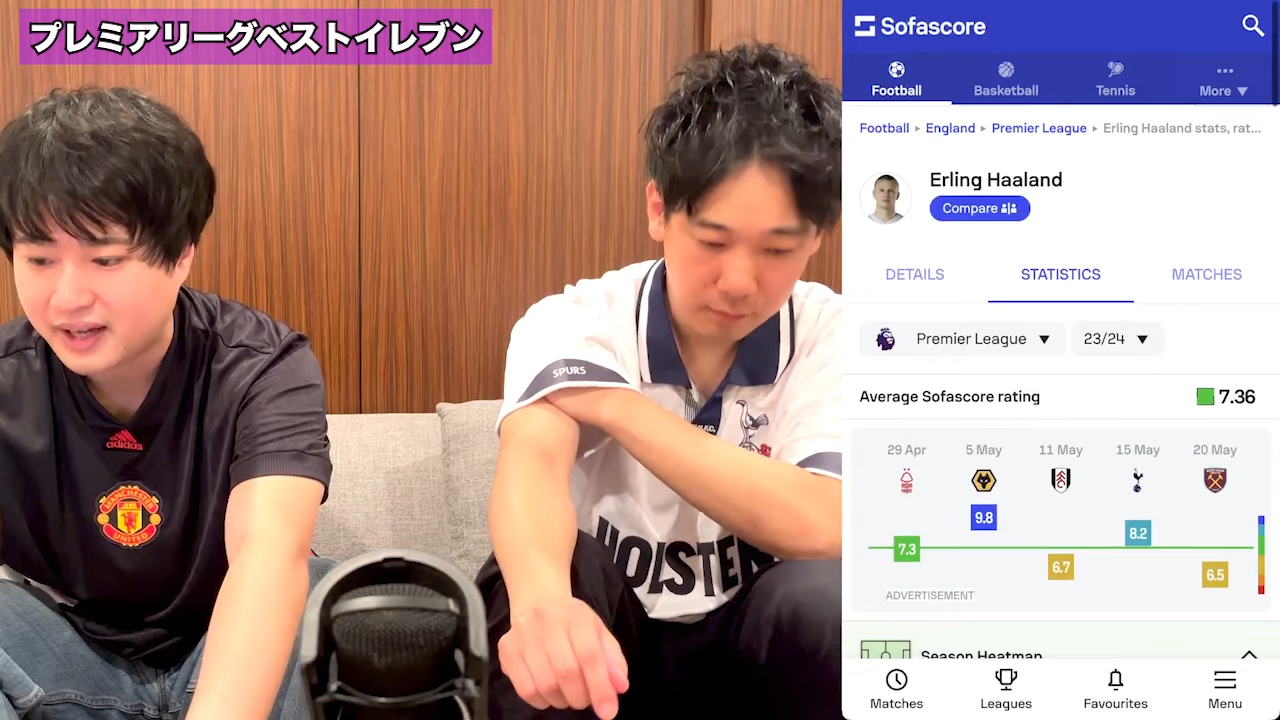 プレミアリーグベストイレブン
adidas
MANCHESTER
UNITED
SPURS
HOLSTEN
Sofascore
Football
Basketball
Tennis
More ▼
Football ▸ England ▸ Premier League ▸ Erling Haaland stats, rat...
Erling Haaland
Compare
DETAILS
STATISTICS
MATCHES
Premier League ▼
23/24 ▼
Average Sofascore rating
7.36
29 Apr
5 May
11 May
15 May
20 May
9.8
8.2
7.3
6.7
6.5
ADVERTISEMENT
Season Heatmap
Matches
Leagues
Favourites
Menu